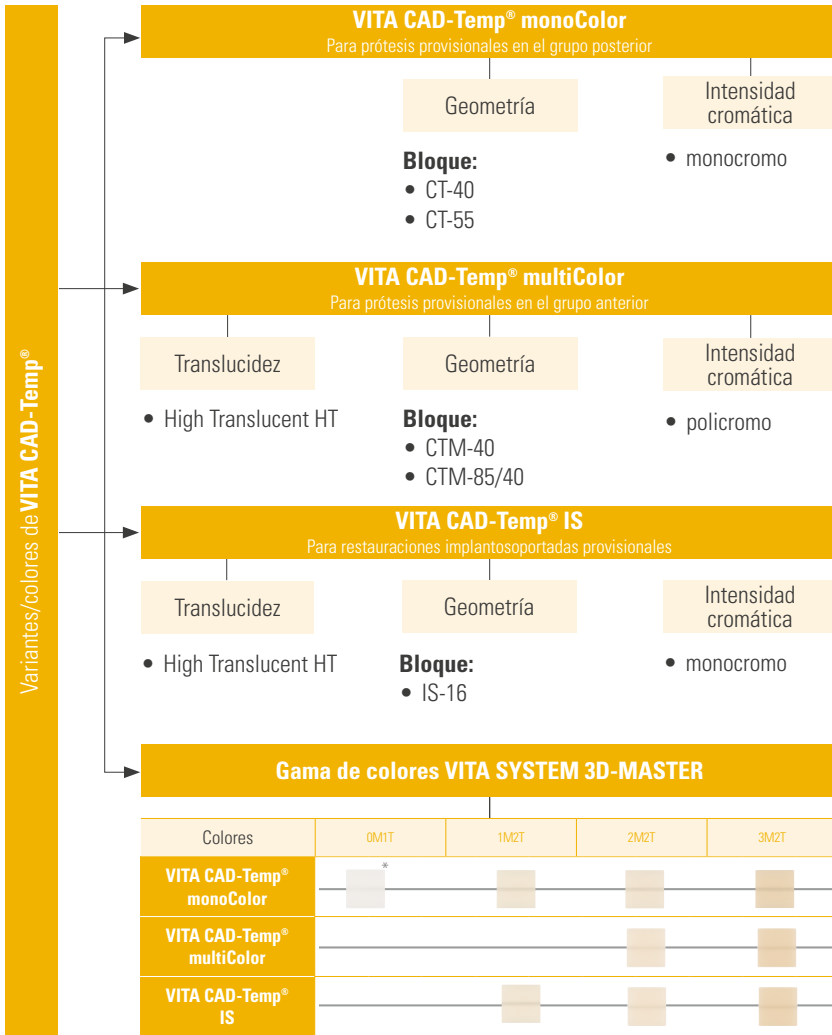 Variantes/colores de VITA CAD-Temp®
VITA CAD-Temp® monoColor
Para prótesis provisionales en el grupo posterior
Geometría
Intensidad
cromática
Bloque:
• CT-40
• CT-55
• monocromo
VITA CAD-Temp® multiColor
Para prótesis provisionales en el grupo anterior
Translucidez
Geometría
Intensidad
cromática
• High Translucent HT
Bloque:
• CTM-40
• CTM-85/40
• policromo
VITA CAD-Temp® IS
Para restauraciones implantosoportadas provisionales
Translucidez
Geometría
Intensidad
cromática
• High Translucent HT
Bloque:
• IS-16
• monocromo
Gama de colores VITA SYSTEM 3D-MASTER
Colores 0M1T 1M2T 2M2T 3M2T
VITA CAD-Temp®
monoColor
*
VITA CAD-Temp®
multiColor
VITA CAD-Temp®
IS